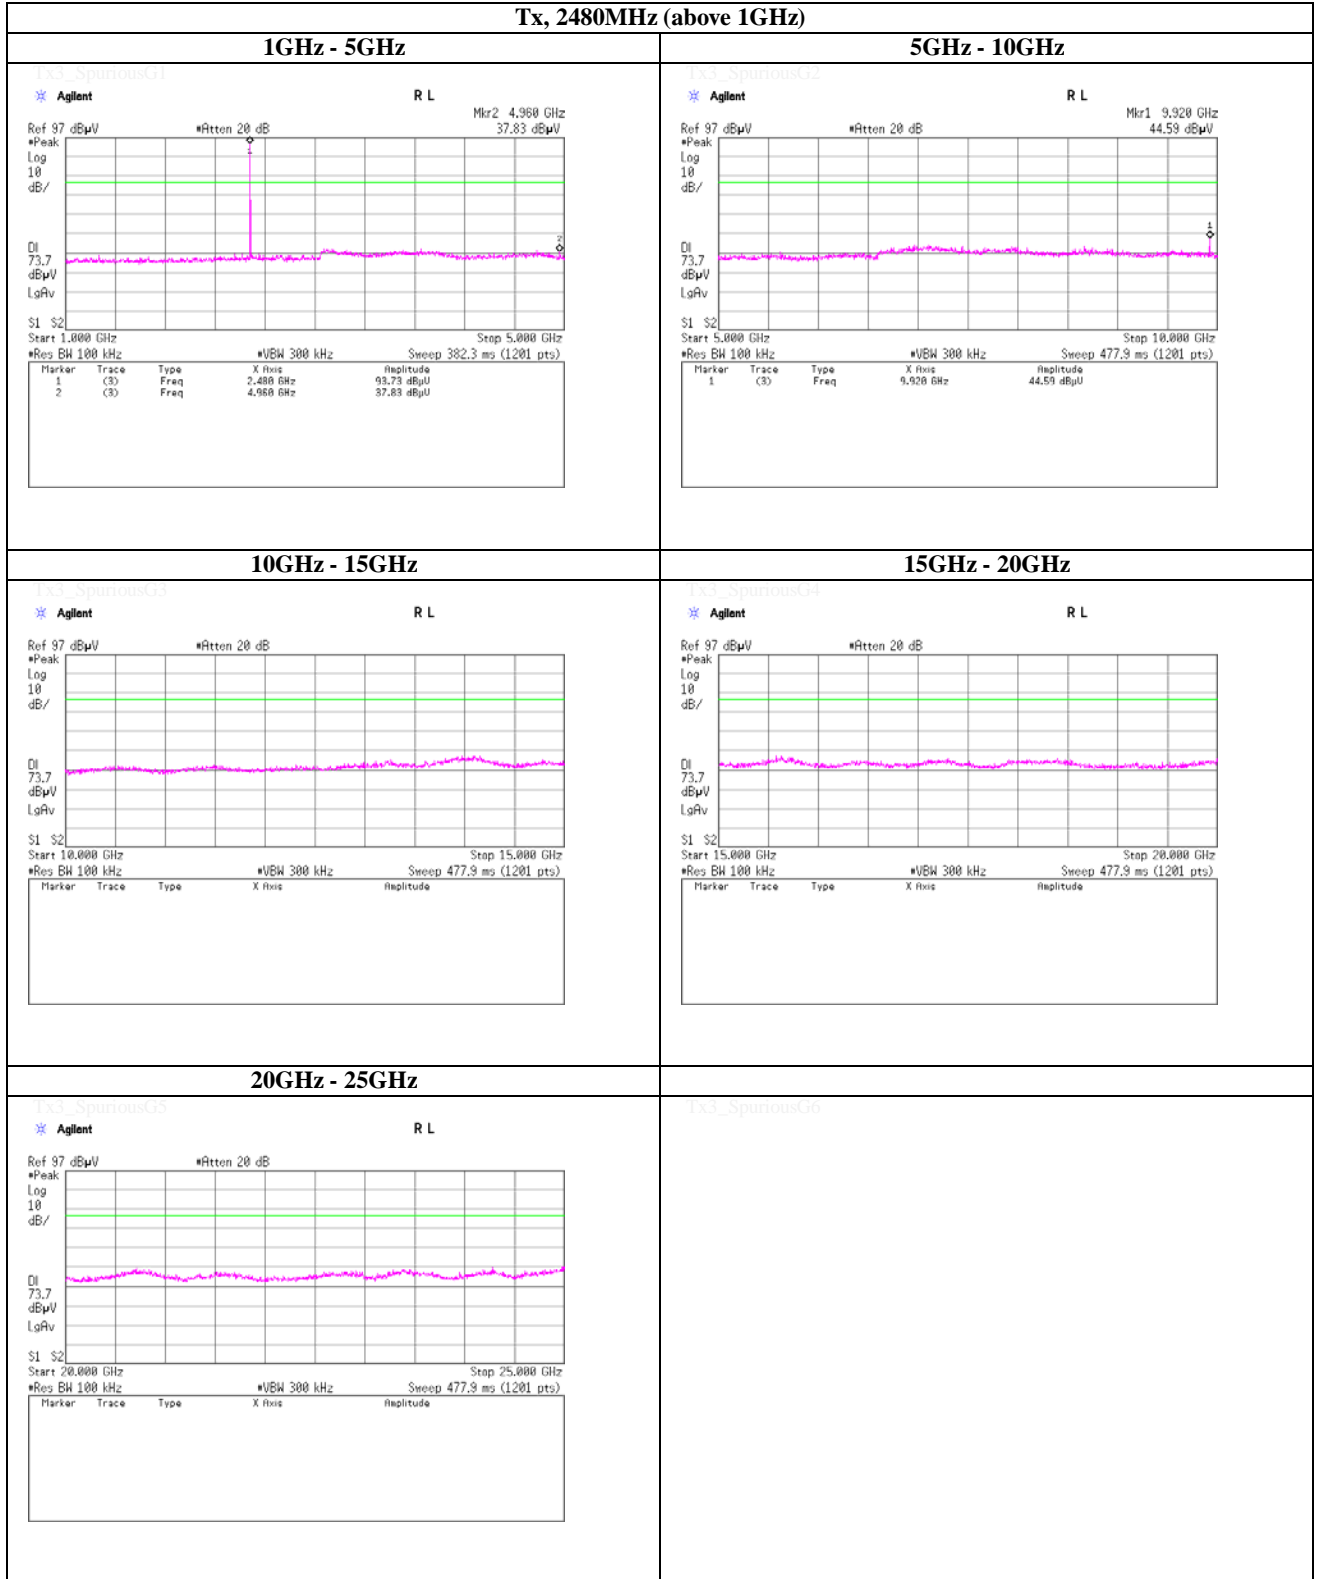 Tx, 2480MHz (above 1GHz)
1GHz - 5GHz
Tx3_SpuriousG1
Agilent
R L
Mkr2 4.960 GHz
Ref 97 dBµV
#Atten 20 dB
37.83 dBµV
#Peak
Log
10
dB/
1
2
DI
73.7
dBµV
LgAv
S1 S2
Start 1.000 GHz
Stop 5.000 GHz
#Res BW 100 kHz
#VBW 300 kHz
Sweep 382.3 ms (1201 pts)
Marker Trace Type X Axis Amplitude
1 (3) Freq 2.480 GHz 93.73 dBµV
2 (3) Freq 4.960 GHz 37.83 dBµV
5GHz - 10GHz
Tx3_SpuriousG2
Agilent
R L
Mkr1 9.920 GHz
Ref 97 dBµV
#Atten 20 dB
44.59 dBµV
#Peak
Log
10
dB/
1
DI
73.7
dBµV
LgAv
S1 S2
Start 5.000 GHz
Stop 10.000 GHz
#Res BW 100 kHz
#VBW 300 kHz
Sweep 477.9 ms (1201 pts)
Marker Trace Type X Axis Amplitude
1 (3) Freq 9.920 GHz 44.59 dBµV
10GHz - 15GHz
Tx3_SpuriousG3
Agilent
R L
Ref 97 dBµV
#Atten 20 dB
#Peak
Log
10
dB/
DI
73.7
dBµV
LgAv
S1 S2
Start 10.000 GHz
Stop 15.000 GHz
#Res BW 100 kHz
#VBW 300 kHz
Sweep 477.9 ms (1201 pts)
Marker Trace Type X Axis Amplitude
15GHz - 20GHz
Tx3_SpuriousG4
Agilent
R L
Ref 97 dBµV
#Atten 20 dB
#Peak
Log
10
dB/
DI
73.7
dBµV
LgAv
S1 S2
Start 15.000 GHz
Stop 20.000 GHz
#Res BW 100 kHz
#VBW 300 kHz
Sweep 477.9 ms (1201 pts)
Marker Trace Type X Axis Amplitude
20GHz - 25GHz
Tx3_SpuriousG5
Agilent
R L
Ref 97 dBµV
#Atten 20 dB
#Peak
Log
10
dB/
DI
73.7
dBµV
LgAv
S1 S2
Start 20.000 GHz
Stop 25.000 GHz
#Res BW 100 kHz
#VBW 300 kHz
Sweep 477.9 ms (1201 pts)
Marker Trace Type X Axis Amplitude
Tx3_SpuriousG6